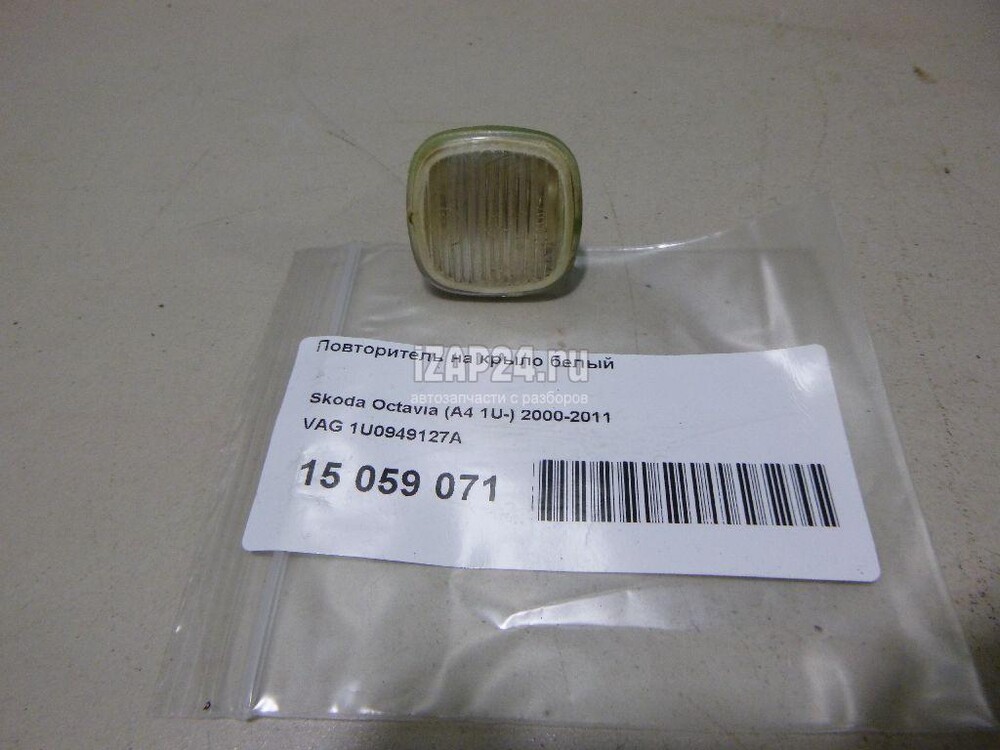 Повторитель на крыло белый
iZAP24.ru
автозапчасти с разборов
Skoda Octavia (A4 1U-) 2000-2011
VAG 1U0949127A
15 059 071